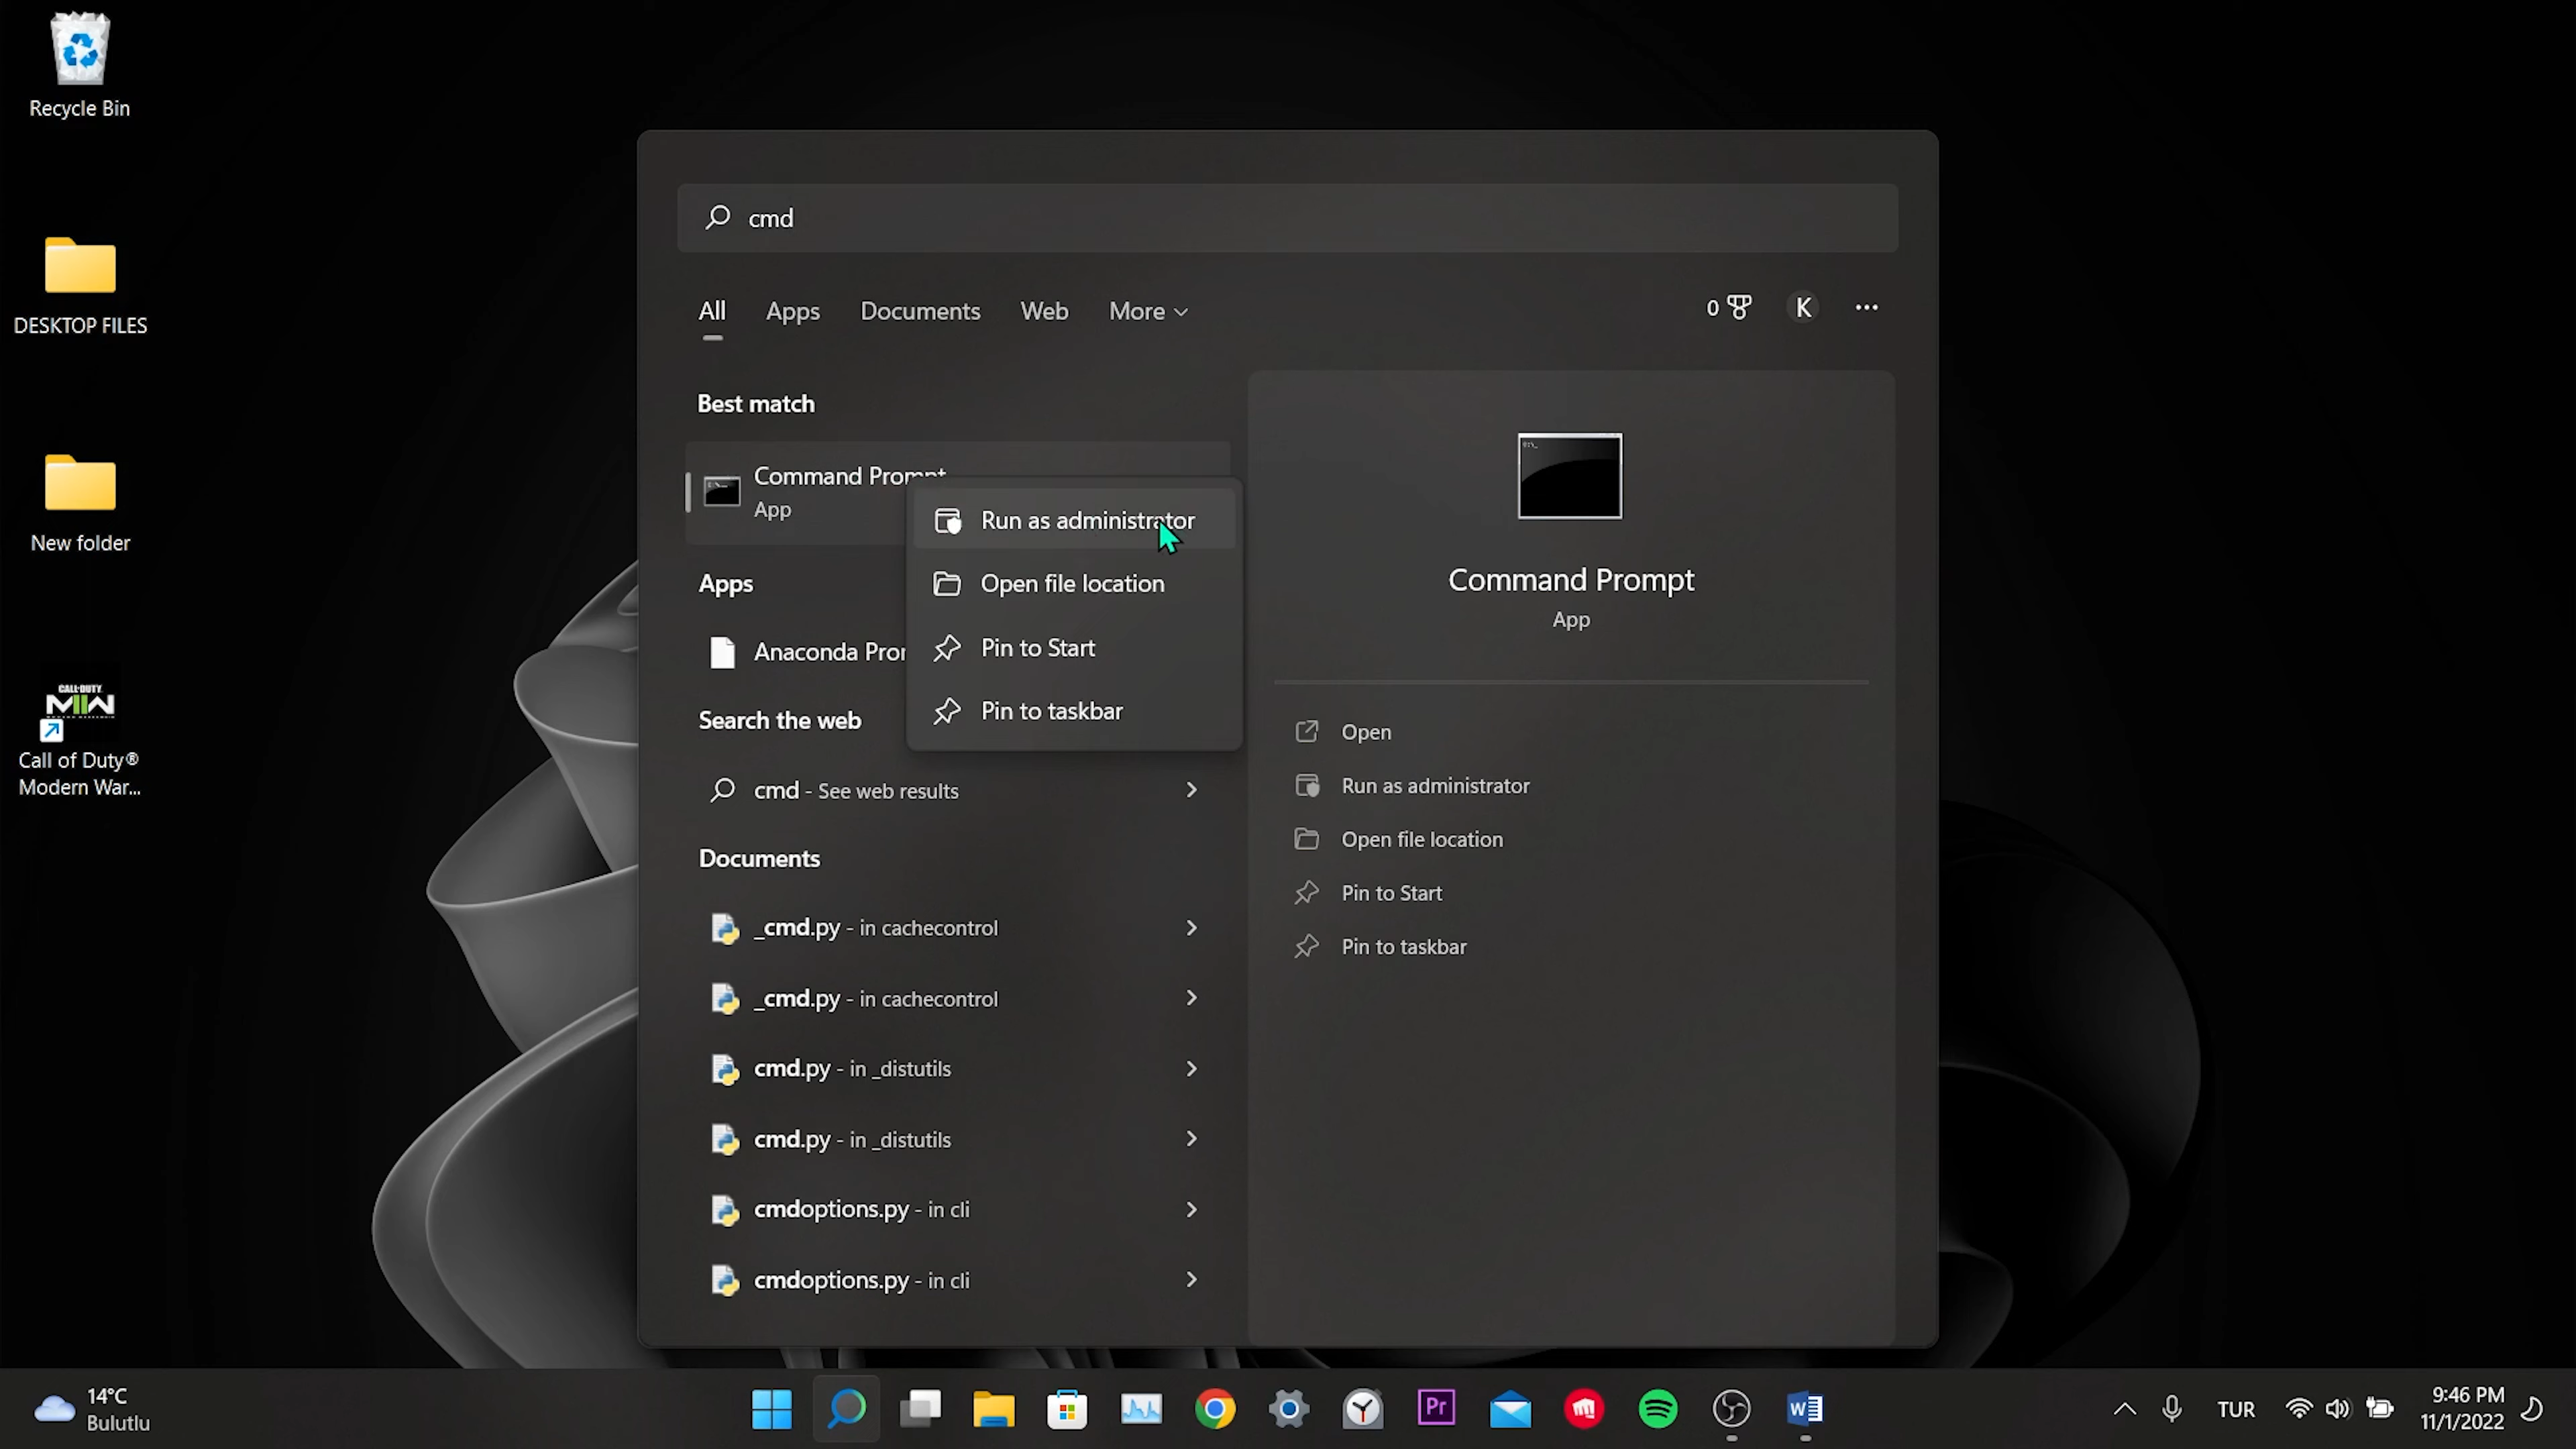 Recycle Bin
DESKTOP FILES
New folder
CALL·DUTY
MW
Call of Duty®
Modern War...
cmd
All
Apps
Documents
Web
More
0
K
Best match
Command Prompt
App
Run as administrator
Open file location
Pin to Start
Pin to taskbar
Apps
Anaconda
Search the web
cmd - See web results
Documents
_cmd.py - in cachecontrol
_cmd.py - in cachecontrol
cmd.py - in _distutils
cmd.py - in _distutils
cmdoptions.py - in cli
cmdoptions.py - in cli
Command Prompt
App
Open
Run as administrator
Open file location
Pin to Start
Pin to taskbar
14°C
Bulutlu
Pr
W
TUR
9:46 PM
11/1/2022